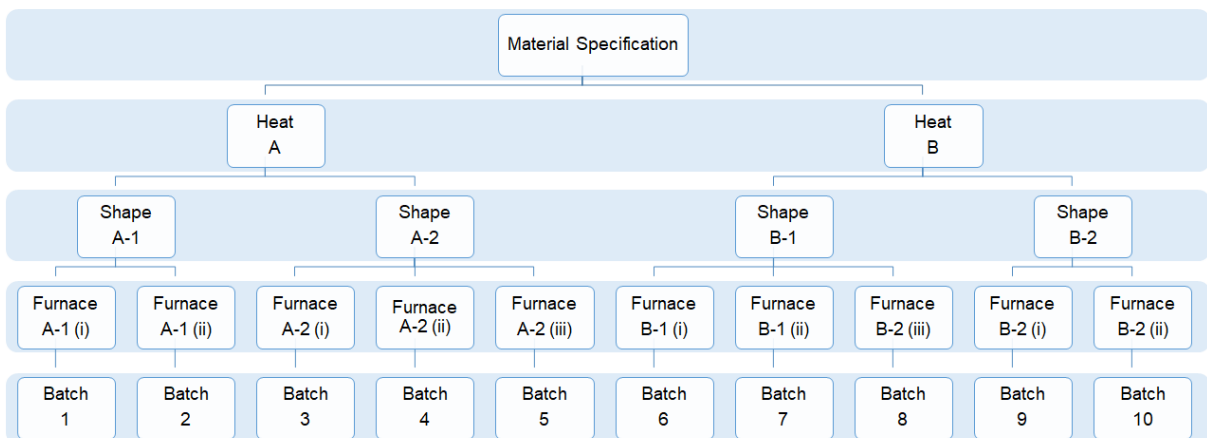 Material Specification
Heat
A
Heat
B
Shape
A-1
Shape
A-2
Shape
B-1
Shape
B-2
Furnace
A-1 (i)
Furnace
A-1 (ii)
Furnace
A-2 (i)
Furnace
A-2 (ii)
Furnace
A-2 (iii)
Furnace
B-1 (i)
Furnace
B-1 (ii)
Furnace
B-2 (iii)
Furnace
B-2 (i)
Furnace
B-2 (ii)
Batch
1
Batch
2
Batch
3
Batch
4
Batch
5
Batch
6
Batch
7
Batch
8
Batch
9
Batch
10